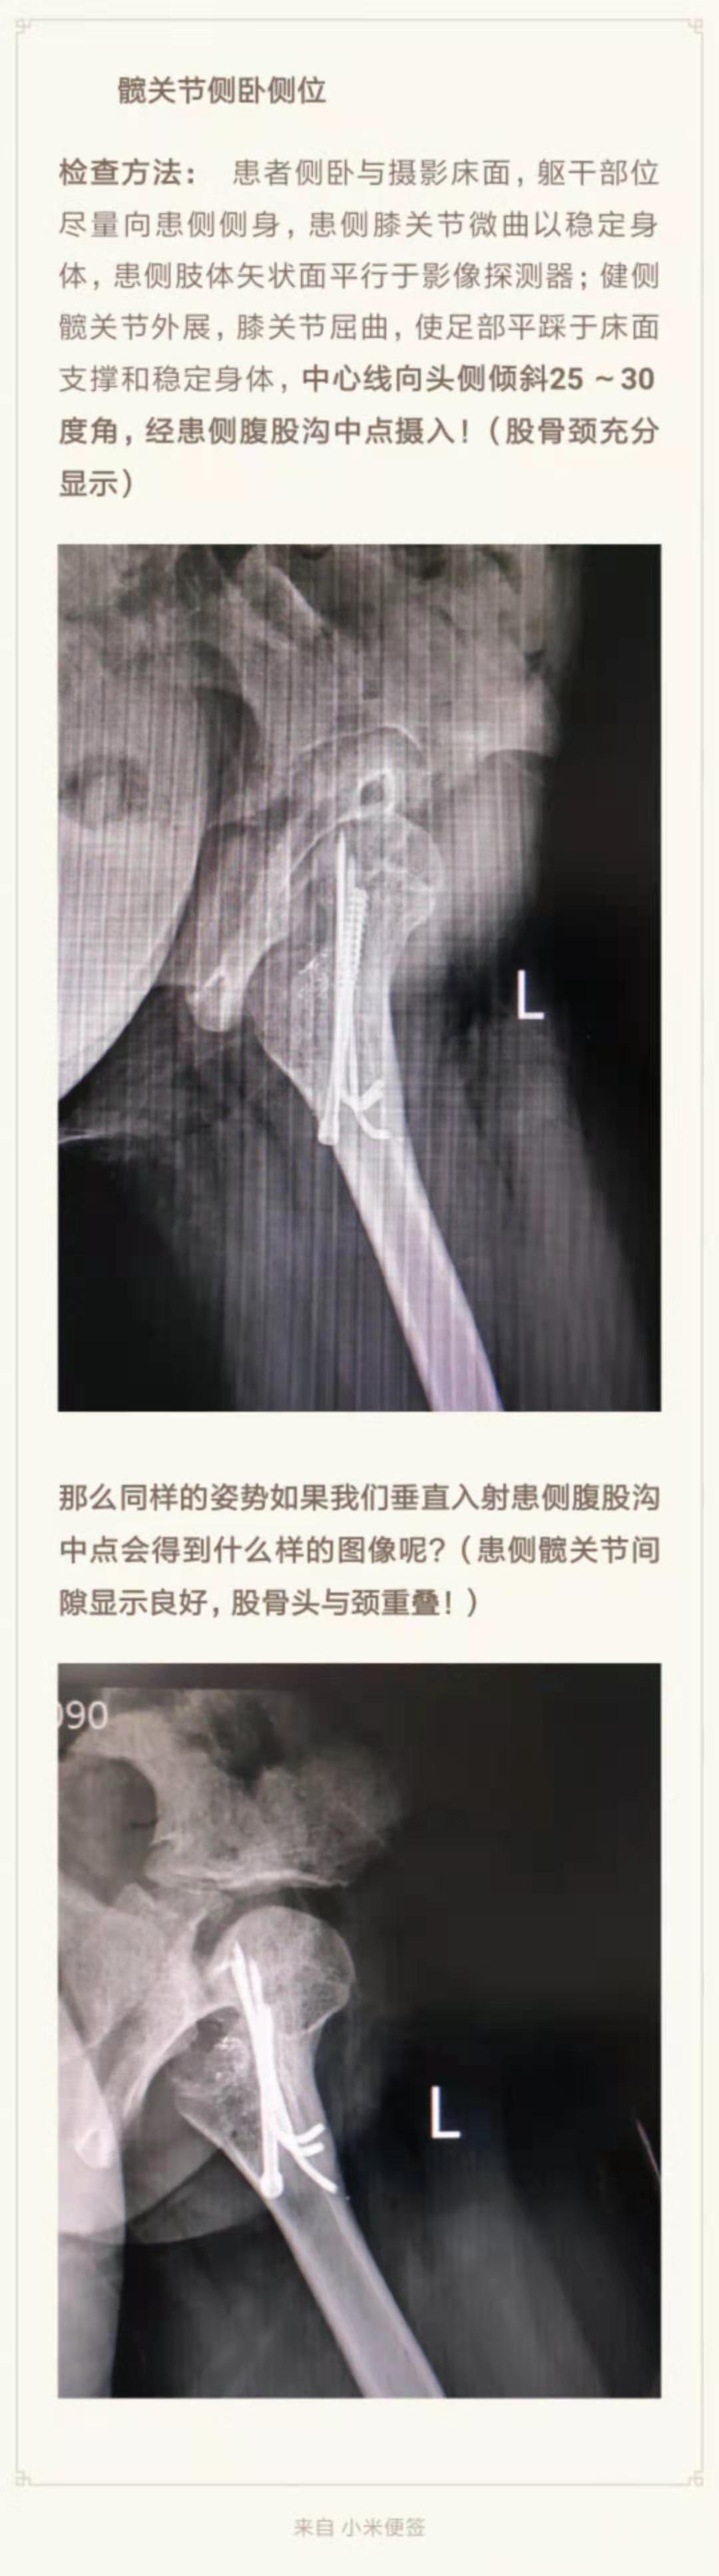 髋关节侧卧侧位
检查方法： 患者侧卧与摄影床面，躯干部位
尽量向患侧侧身，患侧膝关节微曲以稳定身
体，患侧肢体矢状面平行于影像探测器；健侧
髋关节外展，膝关节屈曲，使足部平踩于床面
支撑和稳定身体，中心线向头侧倾斜25 ~ 30
度角，经患侧腹股沟中点摄入！（股骨颈充分
显示）
L
那么同样的姿势如果我们垂直入射患侧腹股沟
中点会得到什么样的图像呢？（患侧髋关节间
隙显示良好，股骨头与颈重叠！）
090
L
来自 小米便签